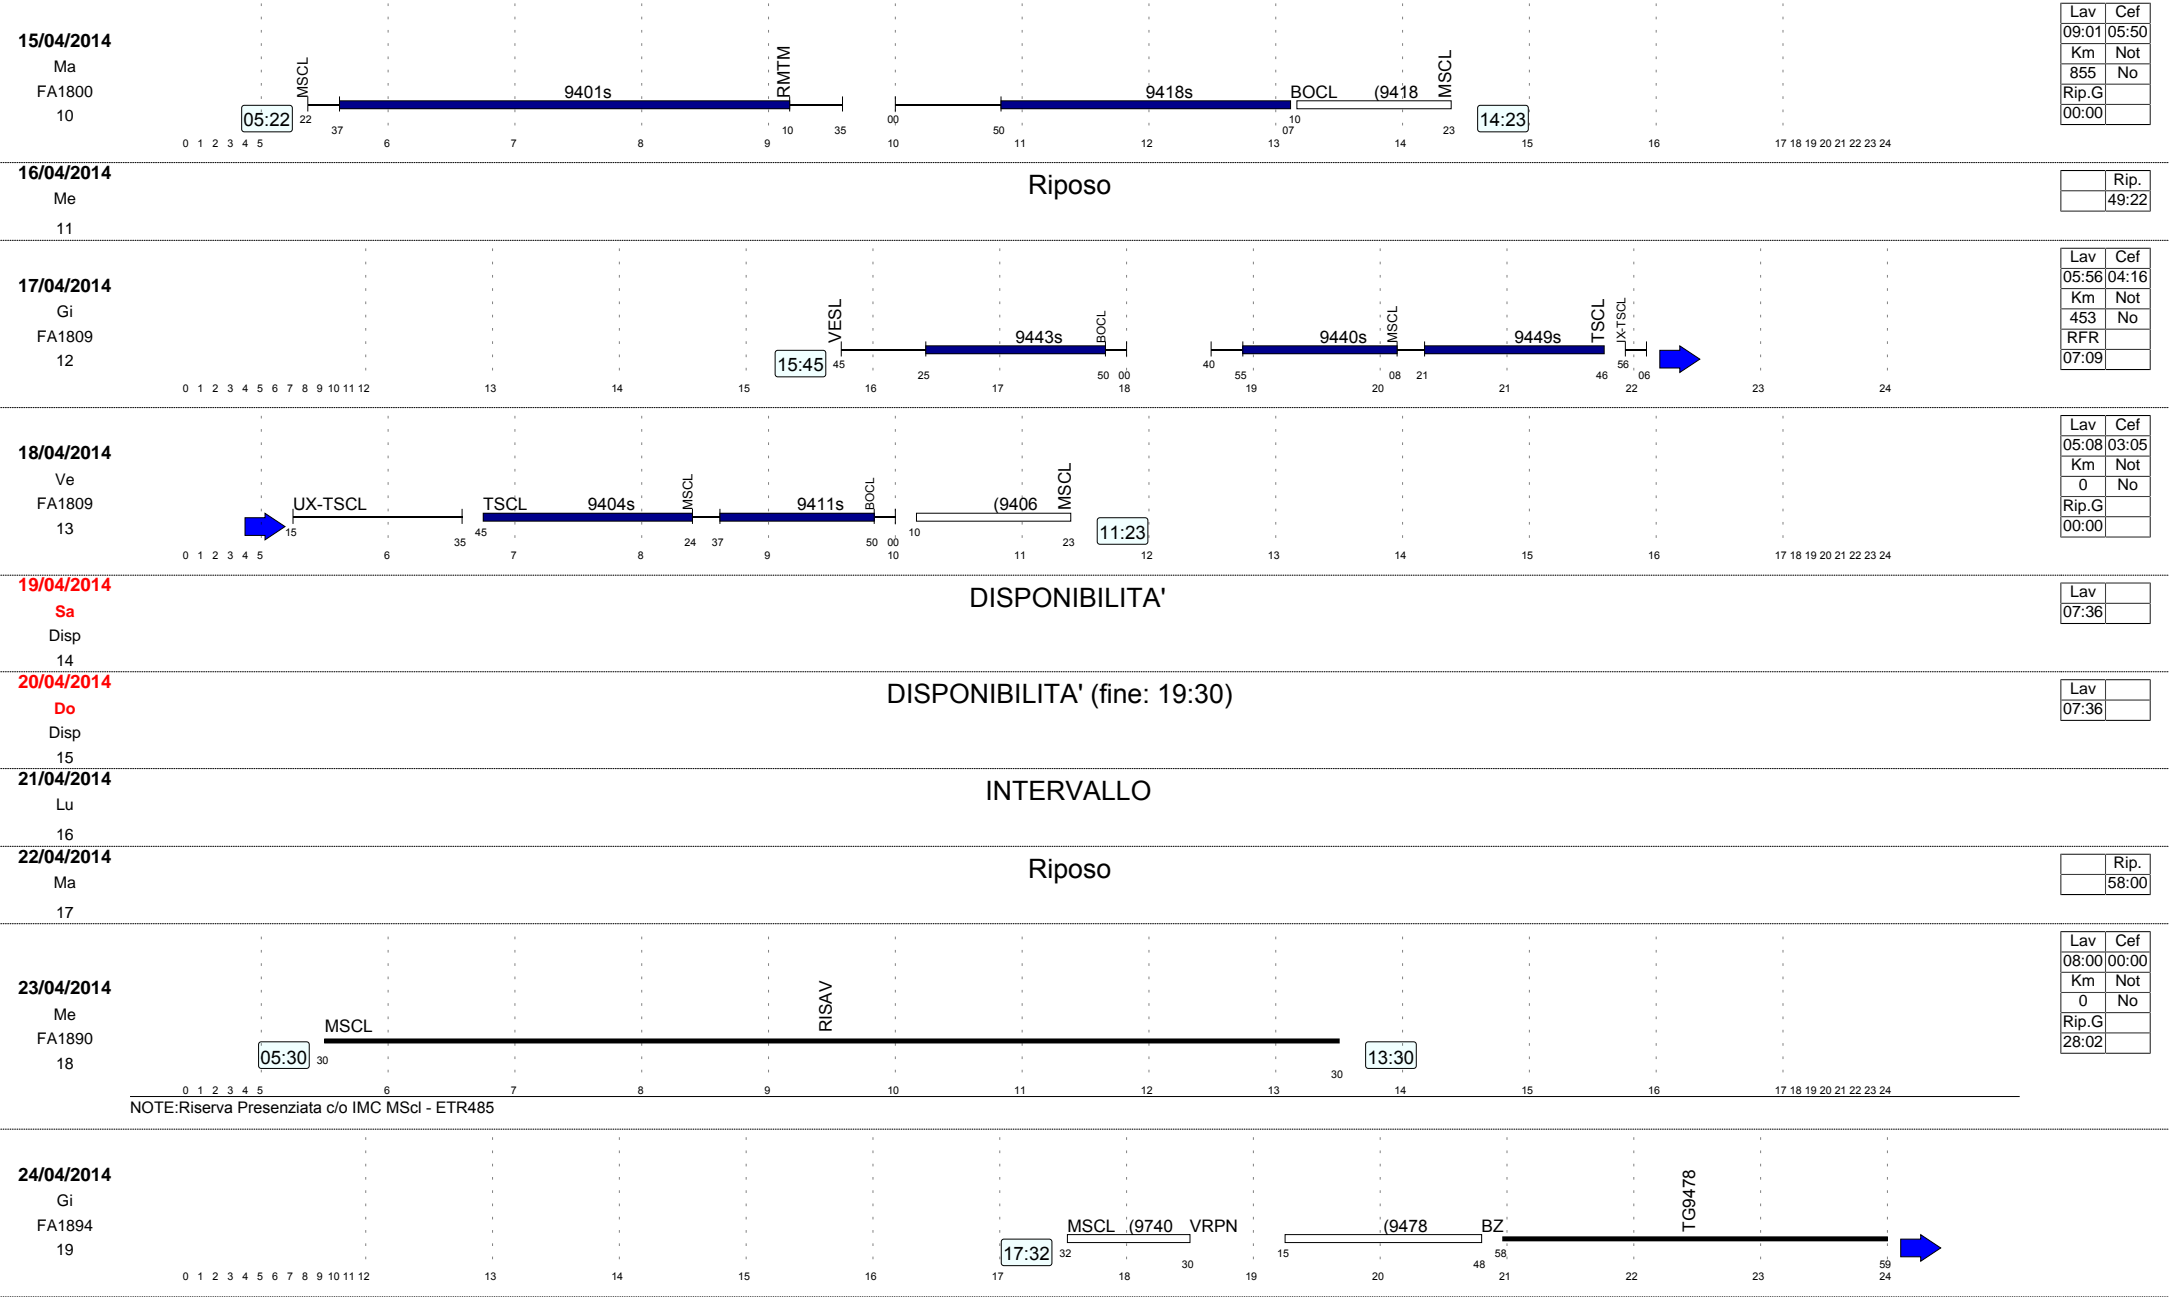 15/04/2014
Ma
FA1800
10
05:22
MSCL 9401s RMTM 9418s BOCL (9418 MSCL
14:23
22 37 10 35 00 50 07 10 23
0 1 2 3 4 5 6 7 8 9 10 11 12 13 14 15 16 17 18 19 20 21 22 23 24
Lav Cef
09:01 05:50
Km Not
855 No
Rip.G
00:00
16/04/2014
Me
11
Riposo
Rip.
49:22
17/04/2014
Gi
FA1809
12
15:45
VESL 9443s BOCL 9440s MSCL 9449s TSCL UX-TSCL
45 25 50 00 40 55 08 21 46 56 06
0 1 2 3 4 5 6 7 8 9 10 11 12 13 14 15 16 17 18 19 20 21 22 23 24
Lav Cef
05:56 04:16
Km Not
453 No
RFR
07:09
18/04/2014
Ve
FA1809
13
UX-TSCL TSCL 9404s MSCL 9411s BOCL (9406 MSCL
11:23
15 35 45 24 37 50 00 10 23
0 1 2 3 4 5 6 7 8 9 10 11 12 13 14 15 16 17 18 19 20 21 22 23 24
Lav Cef
05:08 03:05
Km Not
0 No
Rip.G
00:00
19/04/2014
Sa
Disp
14
DISPONIBILITA'
Lav
07:36
20/04/2014
Do
Disp
15
DISPONIBILITA' (fine: 19:30)
Lav
07:36
21/04/2014
Lu
16
INTERVALLO
22/04/2014
Ma
17
Riposo
Rip.
58:00
23/04/2014
Me
FA1890
18
05:30
MSCL RISAV
13:30
30 30
0 1 2 3 4 5 6 7 8 9 10 11 12 13 14 15 16 17 18 19 20 21 22 23 24
NOTE:Riserva Presenziata c/o IMC MScl - ETR485
Lav Cef
08:00 00:00
Km Not
0 No
Rip.G
28:02
24/04/2014
Gi
FA1894
19
17:32
MSCL (9740 VRPN (9478 BZ TG9478
32 30 15 48 58 59
0 1 2 3 4 5 6 7 8 9 10 11 12 13 14 15 16 17 18 19 20 21 22 23 24